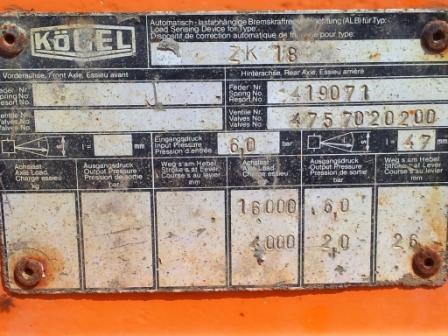 KÖGEL
Automatisch-lastabhängige Bremskraftregeleinrichtung (ALB) für Typ:
Load Sensing Device for Type:
Dispositif de correction automatique de freinage pour type:
ZK 18
Vorderachse, Front Axle, Essieu avant
Hinterachse, Rear Axle, Essieu arrière
Feder-Nr.
Spring No.
Resort No.
Feder-Nr.
Spring No.
Resort No.
419071
Ventile Nr.
Valves No.
Valves No.
Ventile Nr.
Valves No.
Valves No.
475 7020200
l= mm
Eingangsdruck
Input Pressure
Pression d'entrée
6,0 bar
l= 47 mm
Achslast
Axle Load
Charge essieu
kg
Ausgangsdruck
Output Pressure
Pression de sortie
bar
Weg s am Hebel
Stroke s at Lever
Course s au levier
mm
Achslast
Axle Load
Charge essieu
kg
Ausgangsdruck
Output Pressure
Pression de sortie
bar
Weg s am Hebel
Stroke s at Lever
Course s au levier
mm
16000 6,0
4000 2,0 26